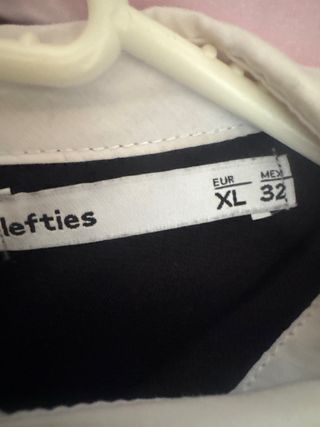 lefties
EUR MEX
XL 32